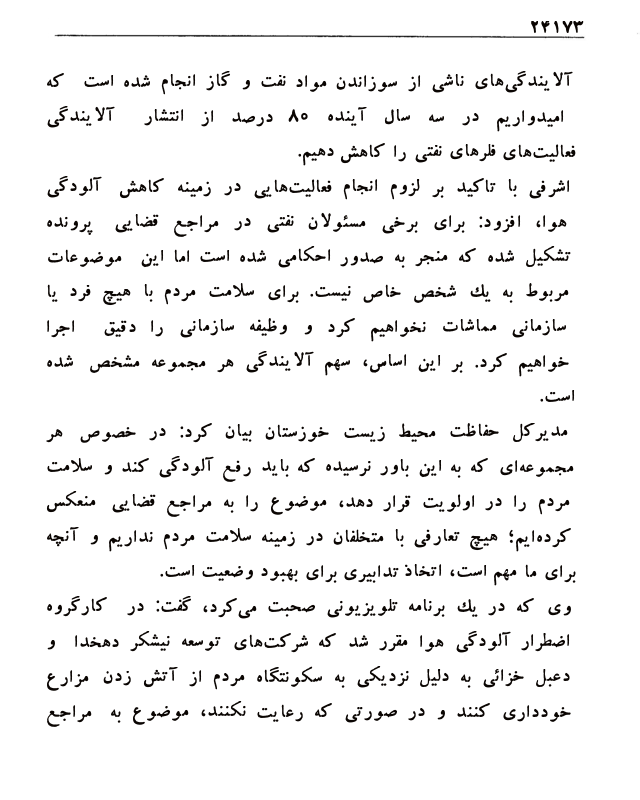 ۲۴۱۷۳
آلایندگی‌های ناشی از سوزاندن مواد نفت و گاز انجام شده است که
امیدواریم در سه سال آینده ۸۰ درصد از انتشار آلایندگی
فعالیت‌های فلرهای نفتی را کاهش دهیم.
اشرفی با تاکید بر لزوم انجام فعالیت‌هایی در زمینه کاهش آلودگی
هوا، افزود: برای برخی مسئولان نفتی در مراجع قضایی پرونده
تشکیل شده که منجر به صدور احکامی شده است اما این موضوعات
مربوط به یك شخص خاص نیست. برای سلامت مردم با هیچ فرد یا
سازمانی مماشات نخواهیم کرد و وظیفه سازمانی را دقیق اجرا
خواهیم کرد. بر این اساس، سهم آلایندگی هر مجموعه مشخص شده
است.
مدیرکل حفاظت محیط زیست خوزستان بیان کرد: در خصوص هر
مجموعه‌ای که به این باور نرسیده که باید رفع آلودگی کند و سلامت
مردم را در اولویت قرار دهد، موضوع را به مراجع قضایی منعکس
کرده‌ایم؛ هیچ تعارفی با متخلفان در زمینه سلامت مردم نداریم و آنچه
برای ما مهم است، اتخاذ تدابیری برای بهبود وضعیت است.
وی که در یك برنامه تلویزیونی صحبت می‌کرد، گفت: در کارگروه
اضطرار آلودگی هوا مقرر شد که شرکت‌های توسعه نیشکر دهخدا و
دعبل خزائی به دلیل نزدیکی به سکونتگاه مردم از آتش زدن مزارع
خودداری کنند و در صورتی که رعایت نکنند، موضوع به مراجع